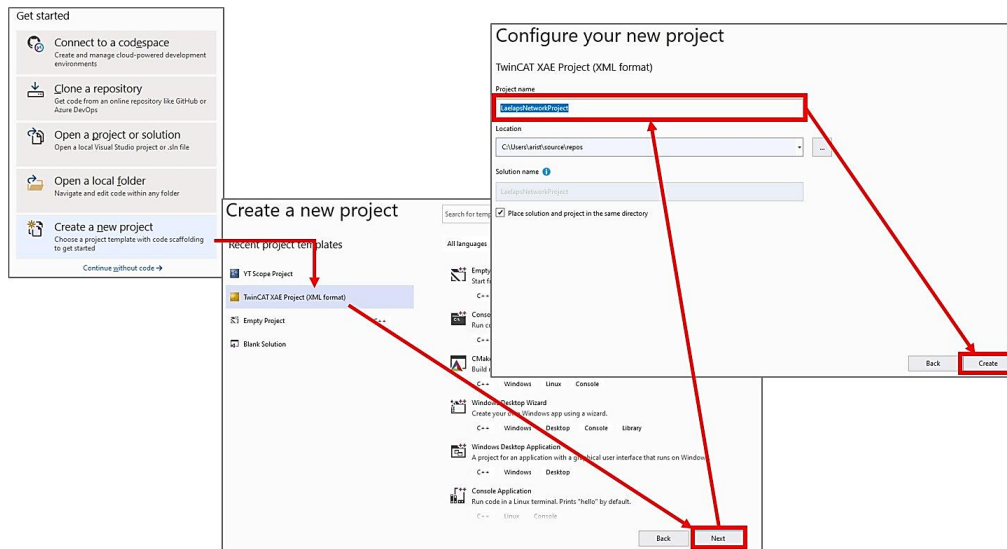 Get started
Connect to a codespace
Create and manage cloud-powered development
environments
Clone a repository
Get code from an online repository like GitHub or
Azure DevOps
Open a project or solution
Open a local Visual Studio project or .sln file
Open a local folder
Navigate and edit code within any folder
Create a new project
Choose a project template with code scaffolding
to get started
Continue without code →
Create a new project
Search for temp
Recent project templates
YT Scope Project
TwinCAT XAE Project (XML format)
Empty Project
C++
Blank Solution
All languages
Empty
Start f
C++
Conso
Run co
C++
CMak
Build
C++ Windows Linux Console
Windows Desktop Wizard
Create your own Windows app using a wizard.
C++ Windows Desktop Console Library
Windows Desktop Application
A project for an application with a graphical user interface that runs on Window
C++ Windows Desktop
Console Application
Run code in a Linux terminal. Prints "hello" by default.
C++ Linux Console
Back Next
Configure your new project
TwinCAT XAE Project (XML format)
Project name
LaelapsNetworkProject
Location
C:\Users\arist\source\repos
...
Solution name
LaelapsNetworkProject
Place solution and project in the same directory
Back Create